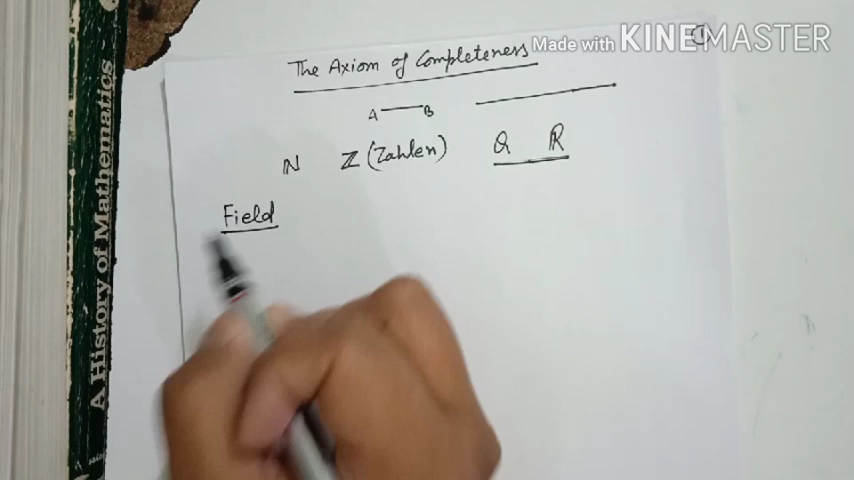 Made with KINEMASTER
The Axiom of Completeness
A B
ℕ ℤ (Zahlen) ℚ ℝ
Field
A History of Mathematics